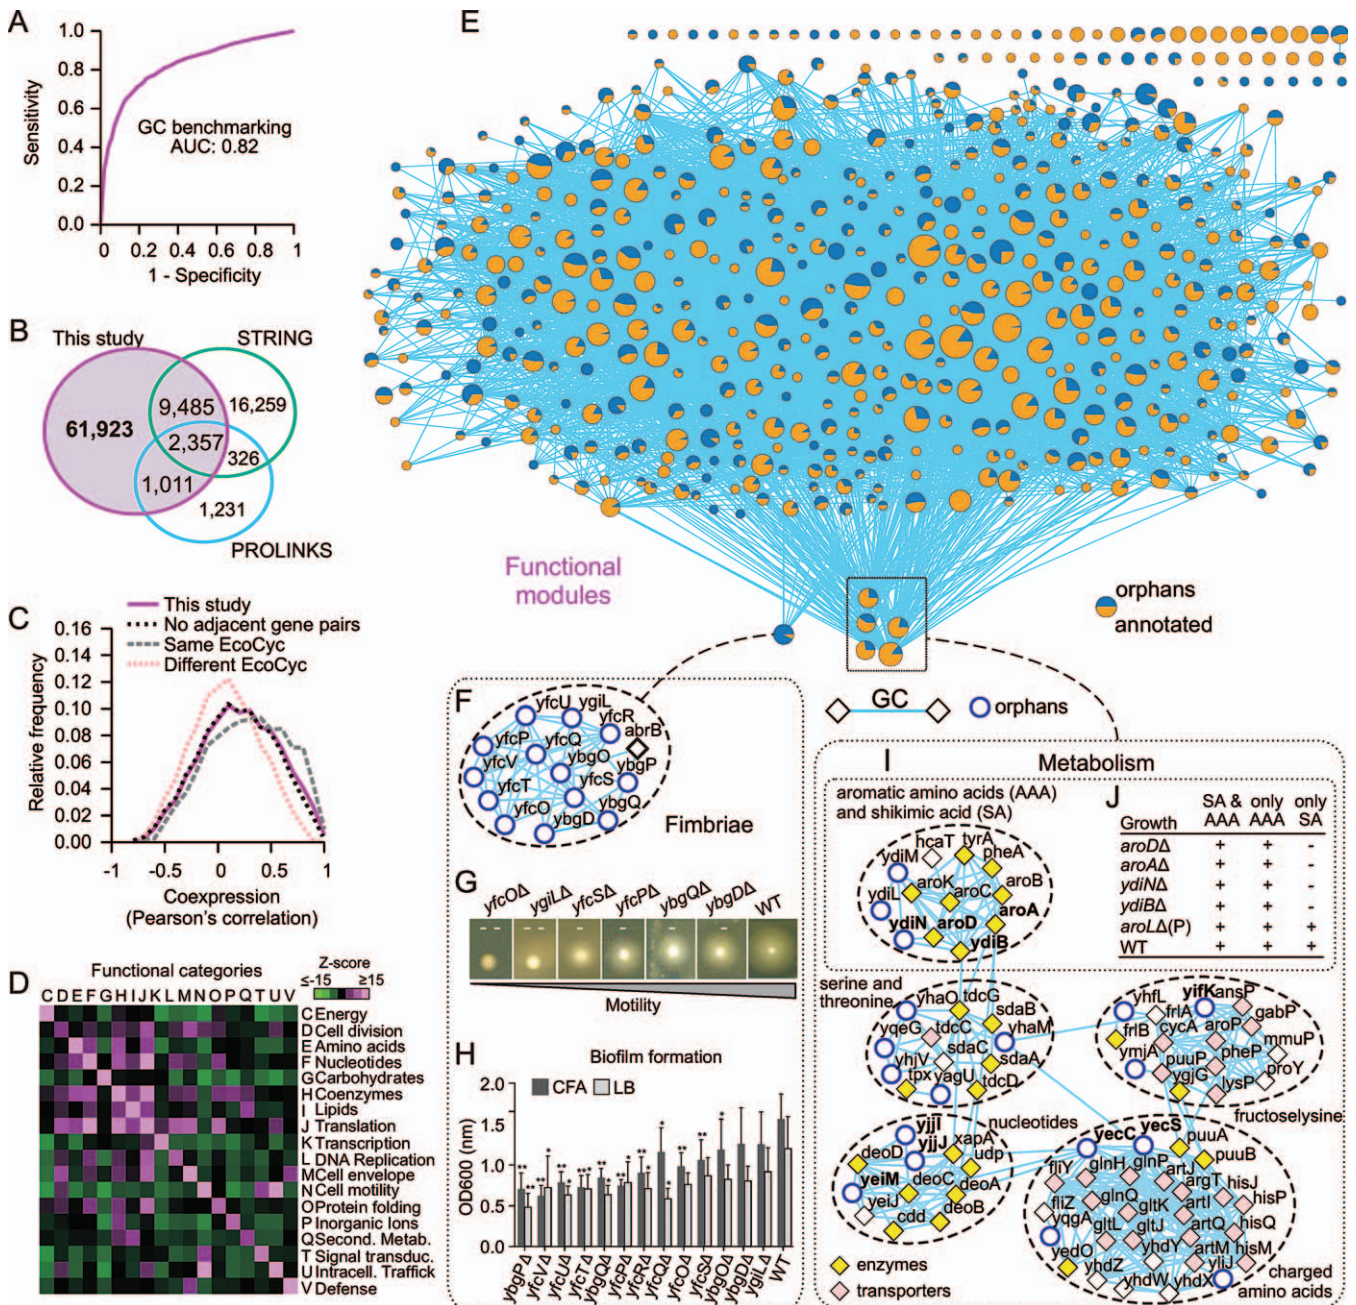 A
Sensitivity
1.0
0.8
0.6
0.4
0.2
0.0
GC benchmarking
AUC: 0.82
0 0.2 0.4 0.6 0.8 1
1 - Specificity
B
This study
STRING
9,485
16,259
61,923
2,357
326
1,011
1,231
PROLINKS
C
This study
No adjacent gene pairs
Same EcoCyc
Different EcoCyc
Relative frequency
0.16
0.14
0.12
0.10
0.08
0.06
0.04
0.02
0.00
-1 -0.5 0 0.5 1
Coexpression
(Pearson's correlation)
D
Functional categories
Z-score
≤-15 ≥15
C D E F G H I J K L M N O P Q T U V
C Energy
D Cell division
E Amino acids
F Nucleotides
G Carbohydrates
H Coenzymes
I Lipids
J Translation
K Transcription
L DNA Replication
M Cell envelope
N Cell motility
O Protein folding
P Inorganic Ions
Q Second. Metab.
T Signal transduc.
U Intracell. Traffick
V Defense
E
Functional
modules
orphans
annotated
GC
orphans
F
yfcU ygiL
yfcR
yfcP
yfcQ
abrB
yfcV
ybgO
ybgP
yfcT
yfcS
yfcO
ybgQ
ybgD
Fimbriae
G
yfcOΔ ygiLΔ yfcSΔ yfcPΔ ybgQΔ ybgDΔ WT
Motility
H
Biofilm formation
CFA LB
OD600 (nm)
2.0
1.5
1.0
0.5
0.0
ybgPΔ yfcVΔ yfcUΔ yfcTΔ ybgQΔ yfcPΔ yfcRΔ yfcQΔ yfcOΔ yfcSΔ ybgOΔ ybgDΔ ygiLΔ WT
I
Metabolism
aromatic amino acids (AAA)
and shikimic acid (SA)
hcaT
tyrA
ydiM
pheA
aroK
aroB
ydiL
aroC
aroA
ydiN
aroD
ydiB
J
SA & only only
Growth AAA AAA SA
aroDΔ + + -
aroAΔ + + -
ydiNΔ + + -
ydiBΔ + + -
aroLΔ(P) + + +
WT + + +
serine and
threonine
yhaO
tdcG
sdaB
yqeG
tdcC
yhaM
sdaC
yhjV
sdaA
tpx
yagU
tdcD
yhfL
yifK
ansP
frlA
gabP
frlB
cycA
aroP
mmuP
ymjA
puuP
pheP
proY
ygjG
lysP
fructoselysine
nucleotides
yjjI
yjjJ
xapA
deoD
udp
yeiM
deoC
deoA
yeiJ
deoB
cdd
yecC
yecS
puuA
puuB
fliY
glnH
glnP
artJ
argT
hisJ
fliZ
glnQ
gltK
artI
hisP
yqgA
gltL
gltJ
artQ
hisQ
yedO
yhdY
artM
hisM
yhdZ
yliJ
yhdW
yhdX
charged
amino acids
enzymes
transporters